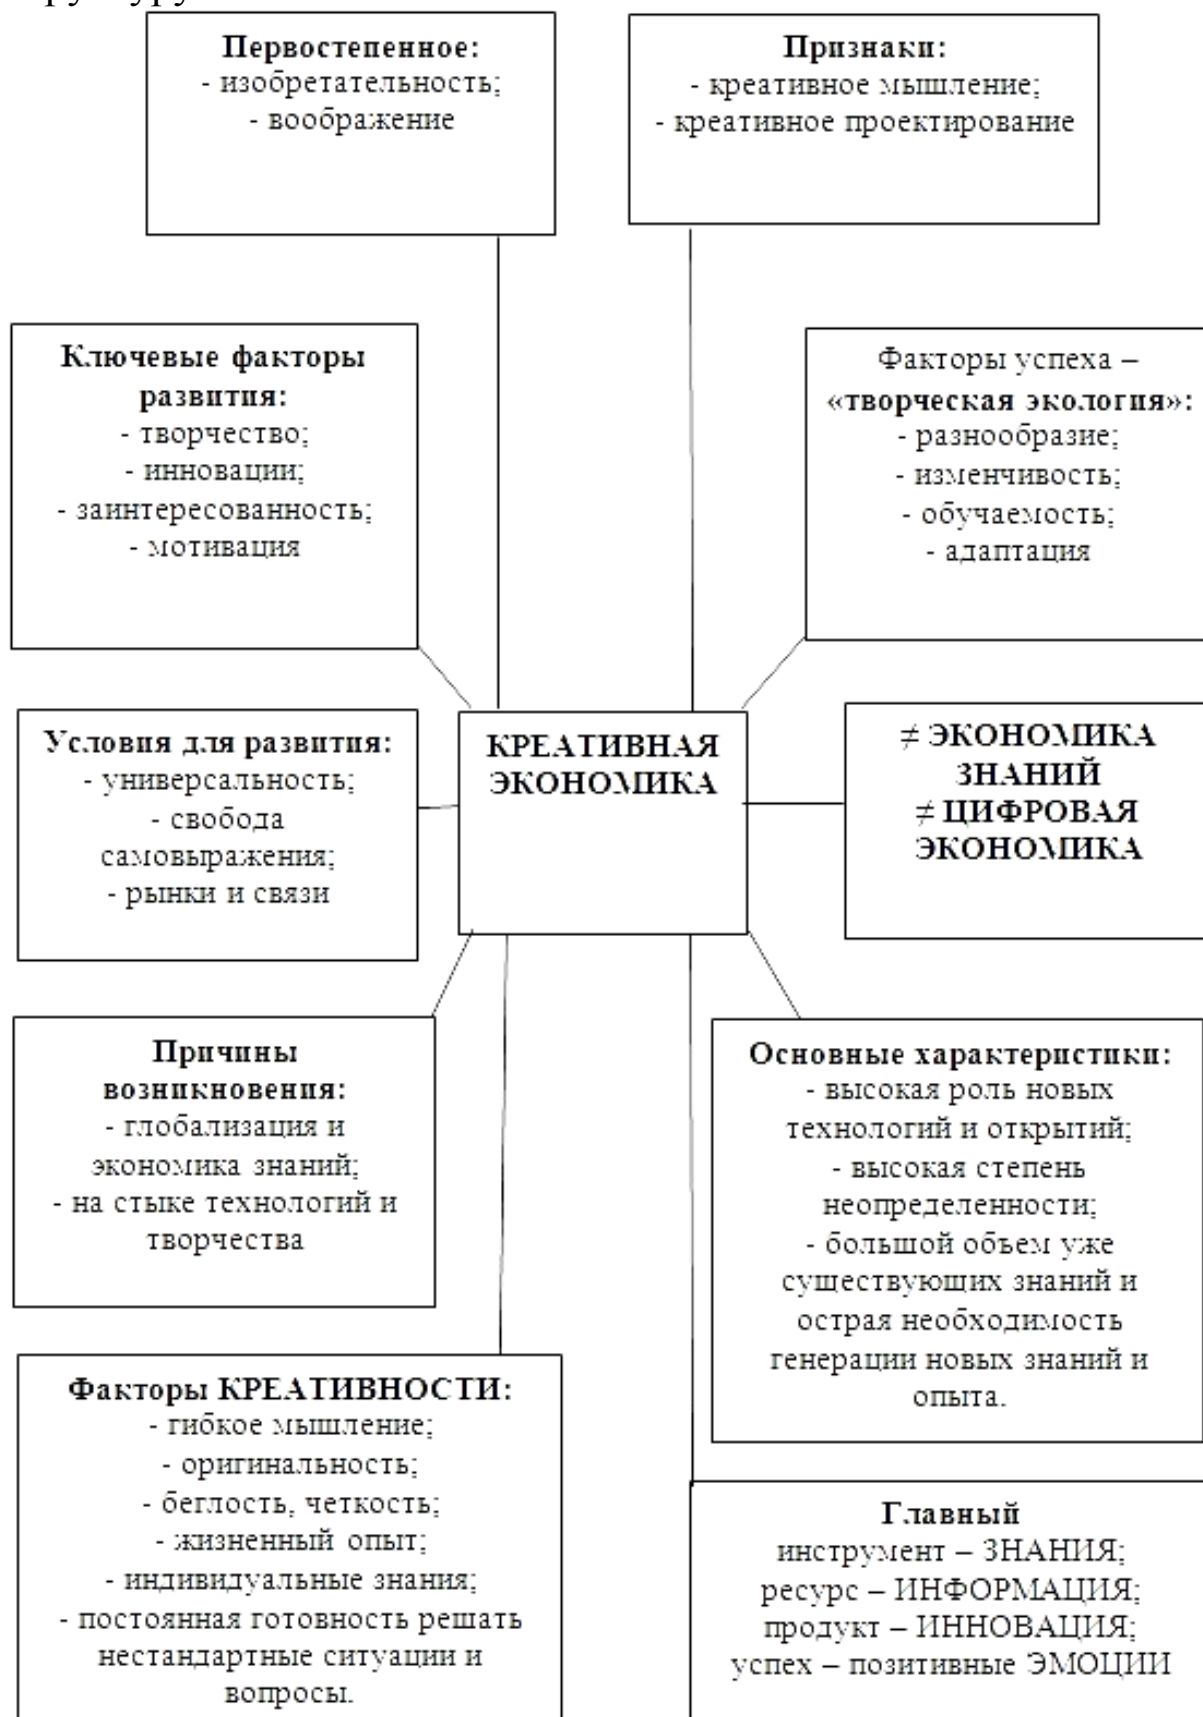 Первостепенное:
- изобретательность;
- воображение
Признаки:
- креативное мышление;
- креативное проектирование
Ключевые факторы
развития:
- творчество;
- инновации;
- заинтересованность;
- мотивация
Факторы успеха –
«творческая экология»:
- разнообразие;
- изменчивость;
- обучаемость;
- адаптация
Условия для развития:
- универсальность;
- свобода
самовыражения;
- рынки и связи
КРЕАТИВНАЯ
ЭКОНОМИКА
≠ ЭКОНОМИКА
ЗНАНИЙ
≠ ЦИФРОВАЯ
ЭКОНОМИКА
Причины
возникновения:
- глобализация и
экономика знаний;
- на стыке технологий и
творчества
Основные характеристики:
- высокая роль новых
технологий и открытий;
- высокая степень
неопределенности;
- большой объем уже
существующих знаний и
острая необходимость
генерации новых знаний и
опыта.
Факторы КРЕАТИВНОСТИ:
- гибкое мышление;
- оригинальность;
- беглость, четкость;
- жизненный опыт;
- индивидуальные знания;
- постоянная готовность решать
нестандартные ситуации и
вопросы.
Главный
инструмент – ЗНАНИЯ;
ресурс – ИНФОРМАЦИЯ;
продукт – ИННОВАЦИЯ;
успех – позитивные ЭМОЦИИ